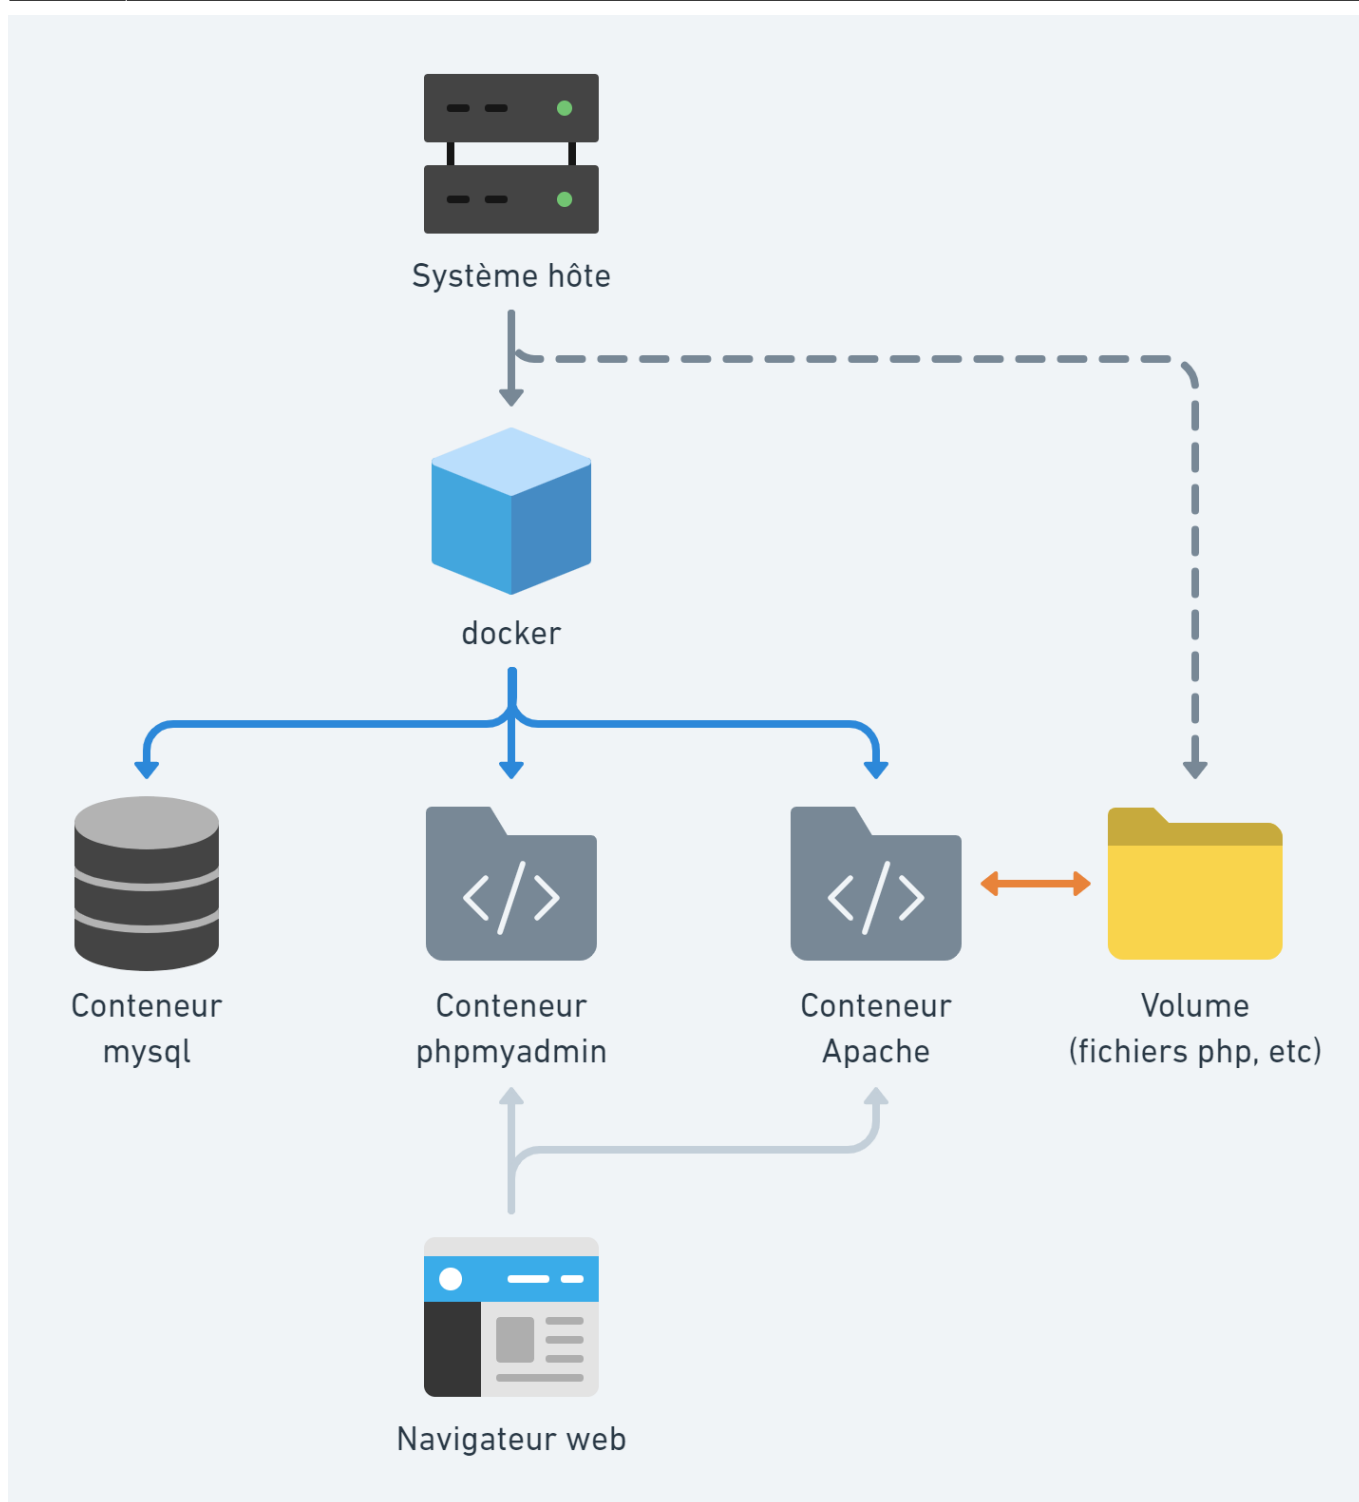 Système hôte
docker
Conteneur
mysql
Conteneur
phpmyadmin
Conteneur
Apache
Volume
(fichiers php, etc)
Navigateur web